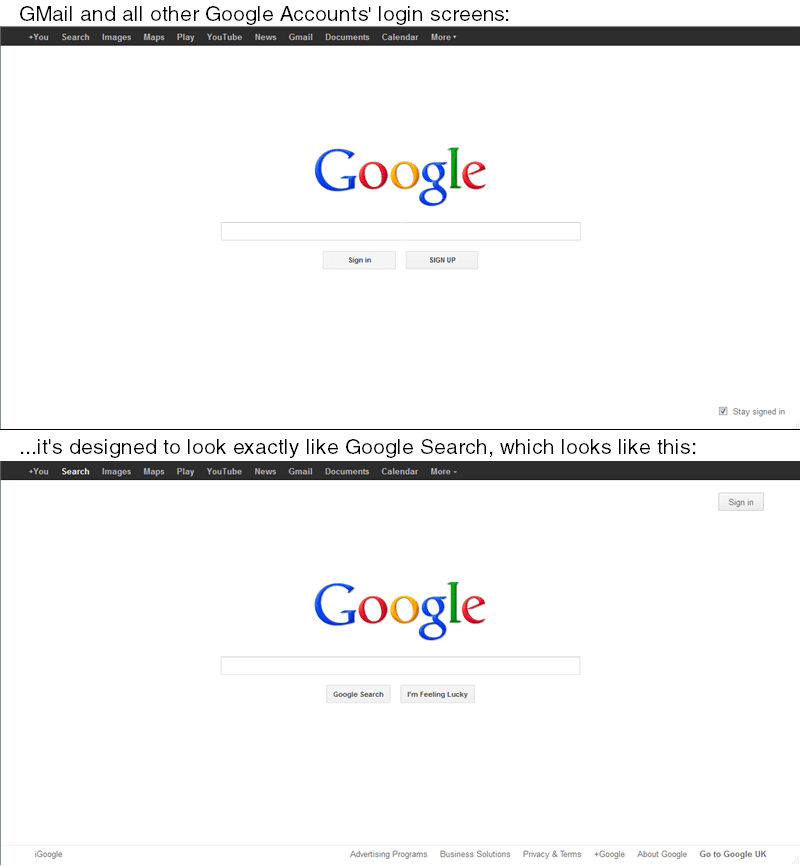 GMail and all other Google Accounts' login screens:
+You Search Images Maps Play YouTube News Gmail Documents Calendar More
Google
Sign in SIGN UP
Stay signed in
...it's designed to look exactly like Google Search, which looks like this:
+You Search Images Maps Play YouTube News Gmail Documents Calendar More
Sign in
Google
Google Search I'm Feeling Lucky
iGoogle Advertising Programs Business Solutions Privacy & Terms +Google About Google Go to Google UK